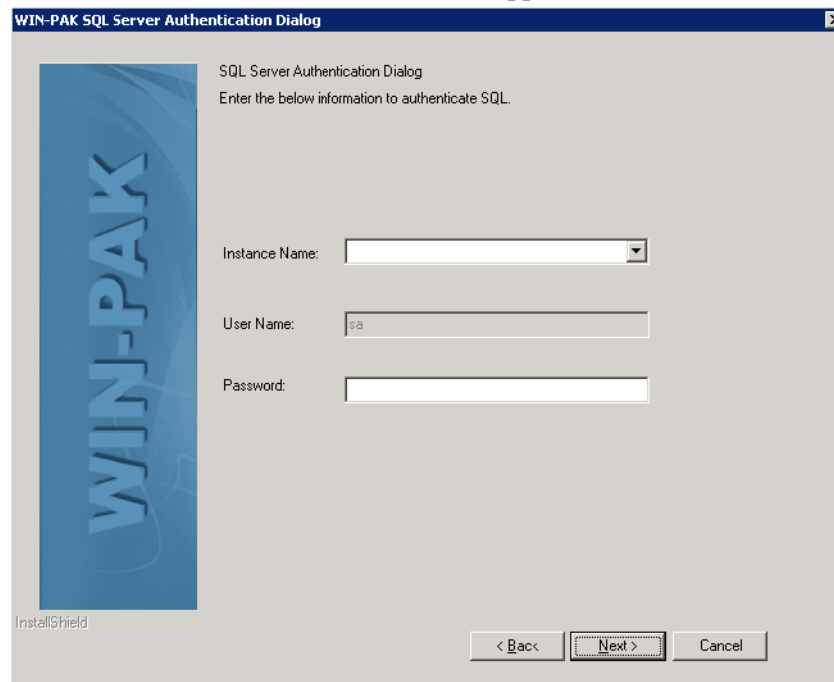 WIN-PAK SQL Server Authentication Dialog
SQL Server Authentication Dialog
Enter the below information to authenticate SQL.
WIN-PAK
Instance Name:
User Name:
sa
Password:
InstallShield
< Back
Next >
Cancel